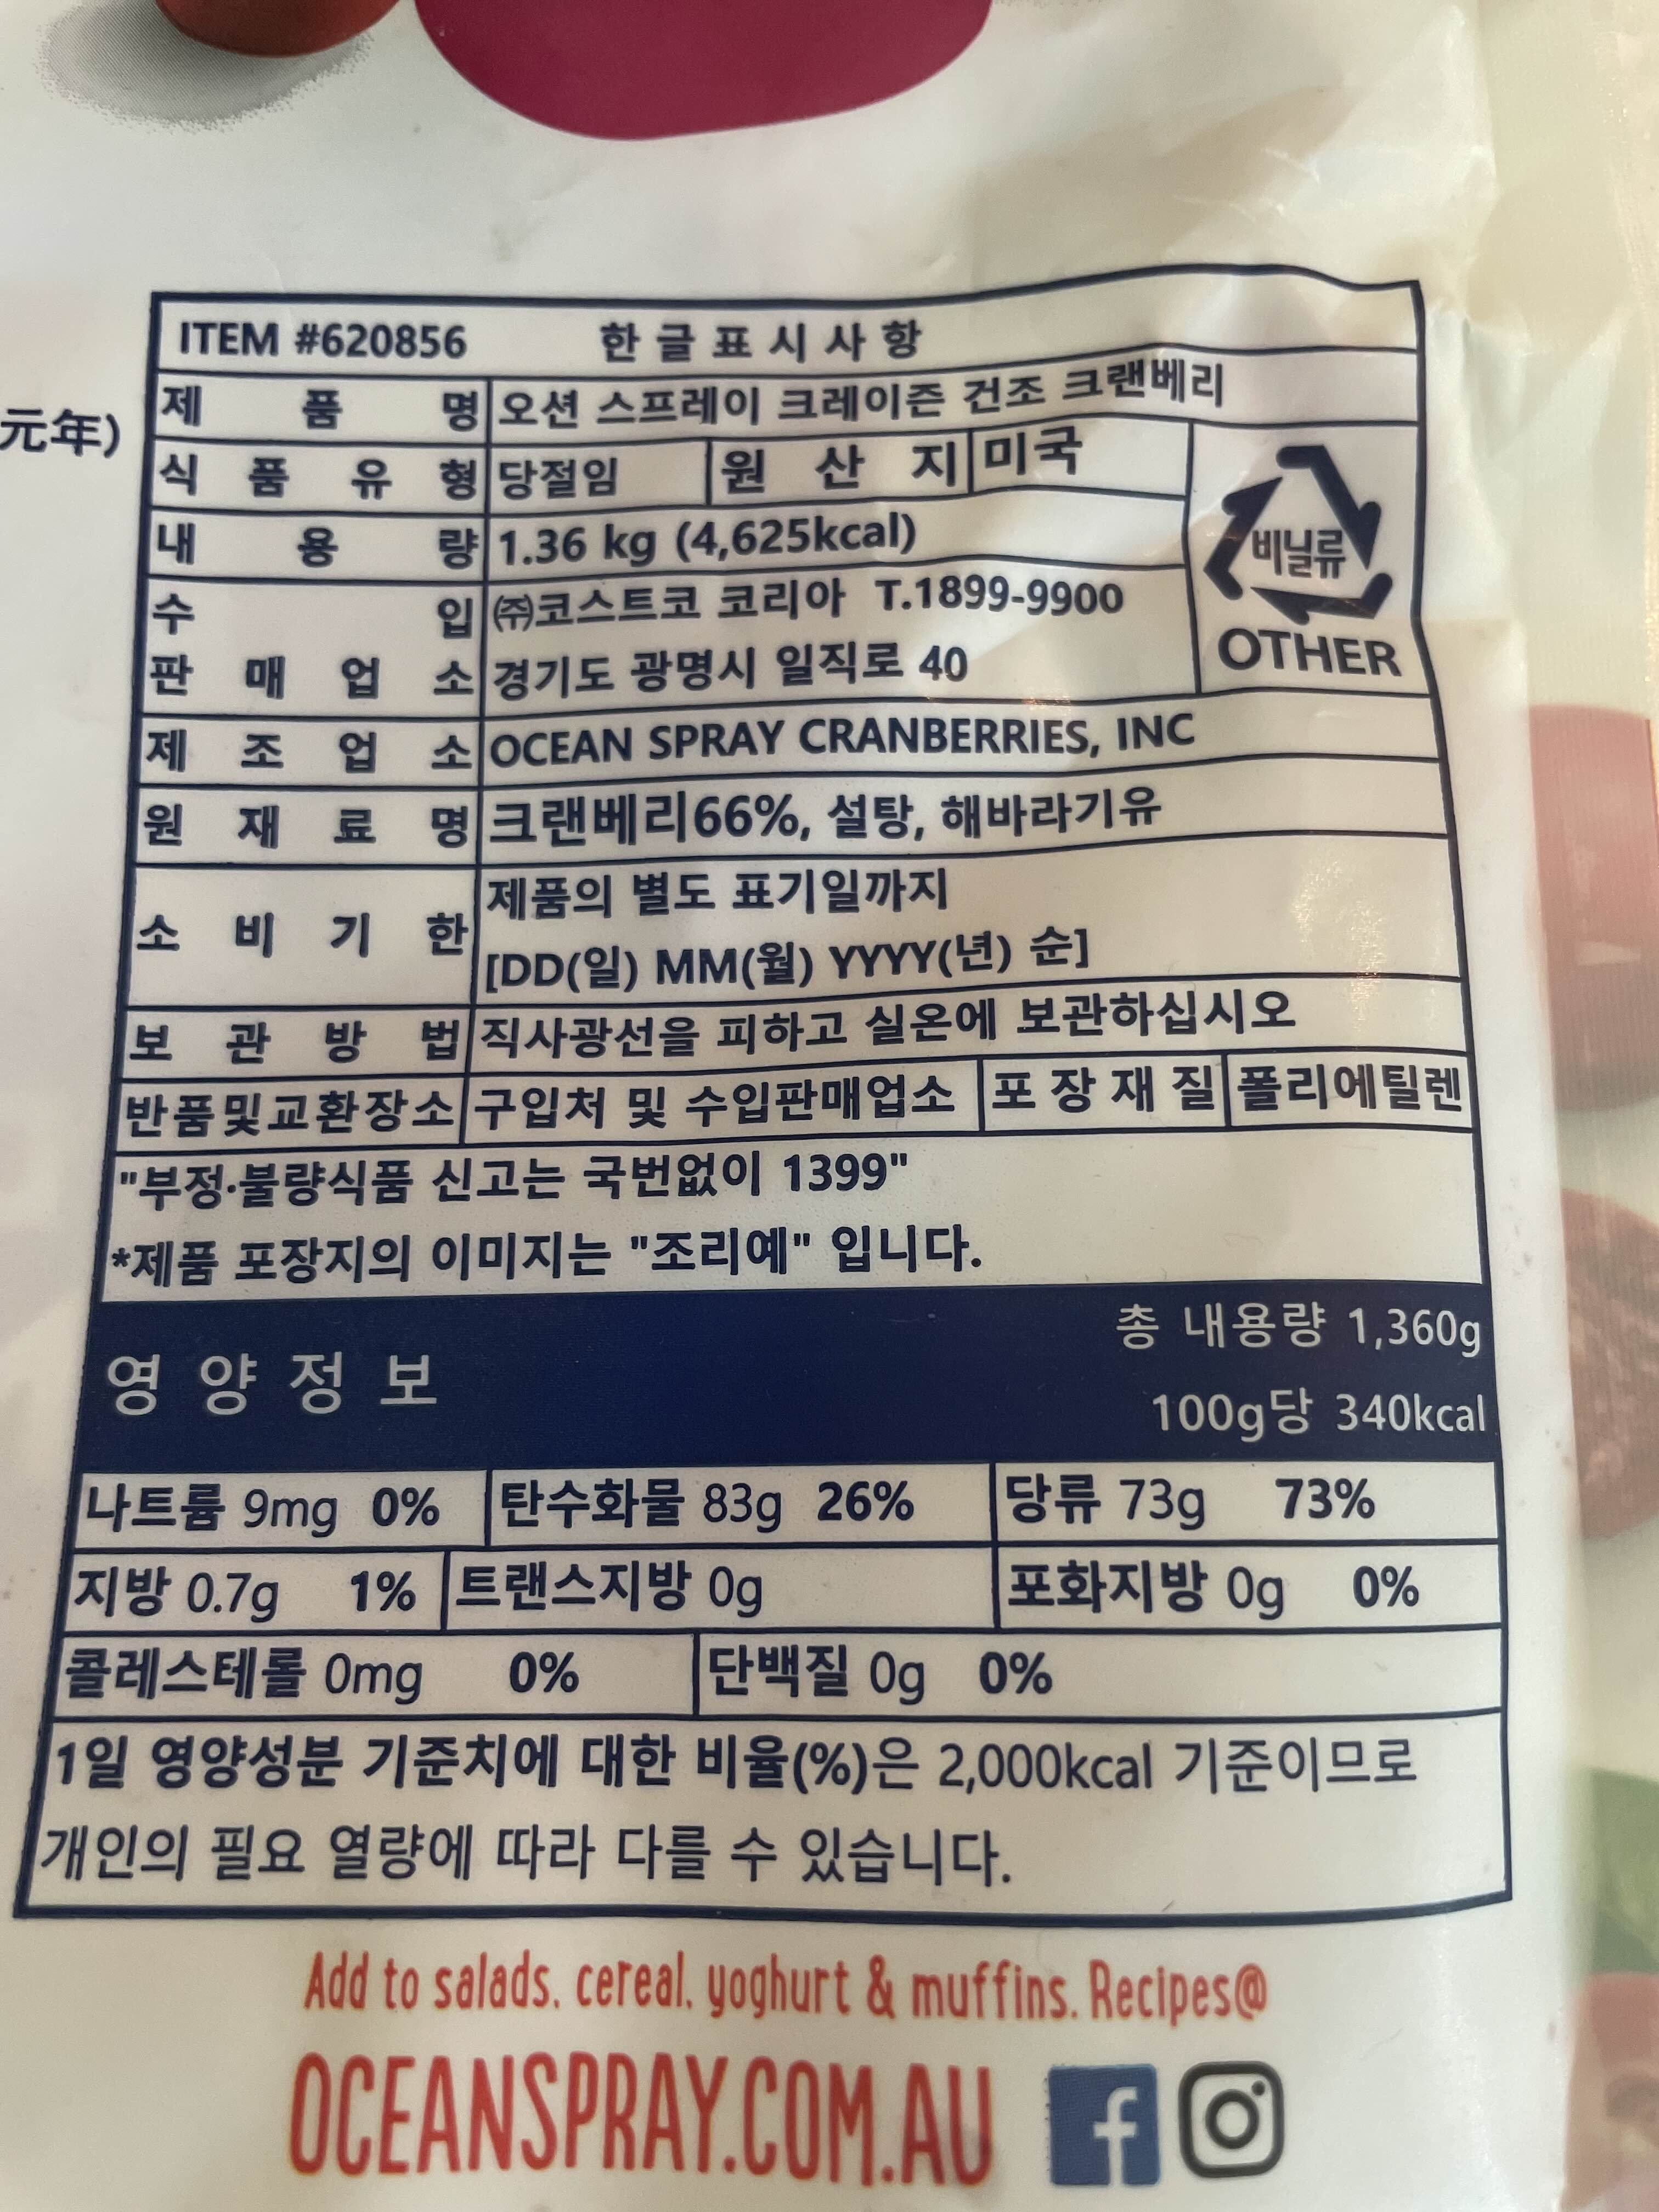 元年)
ITEM #620856 한글표시사항
제품명 오션 스프레이 크레이즌 건조 크랜베리
식품유형 당절임 원산지 미국
내용량 1.36 kg (4,625kcal)
비닐류
OTHER
수입 ㈜코스트코 코리아 T.1899-9900
판매업소 경기도 광명시 일직로 40
제조업소 OCEAN SPRAY CRANBERRIES, INC
원재료명 크랜베리66%, 설탕, 해바라기유
소비기한 제품의 별도 표기일까지
[DD(일) MM(월) YYYY(년) 순]
보관방법 직사광선을 피하고 실온에 보관하십시오
반품및교환장소 구입처 및 수입판매업소 포장재질 폴리에틸렌
"부정·불량식품 신고는 국번없이 1399"
*제품 포장지의 이미지는 "조리예" 입니다.
영양정보
총 내용량 1,360g
100g당 340kcal
나트륨 9mg 0% 탄수화물 83g 26% 당류 73g 73%
지방 0.7g 1% 트랜스지방 0g 포화지방 0g 0%
콜레스테롤 0mg 0% 단백질 0g 0%
1일 영양성분 기준치에 대한 비율(%)은 2,000kcal 기준이므로
개인의 필요 열량에 따라 다를 수 있습니다.
Add to salads, cereal, yoghurt & muffins. Recipes@
OCEANSPRAY.COM.AU f